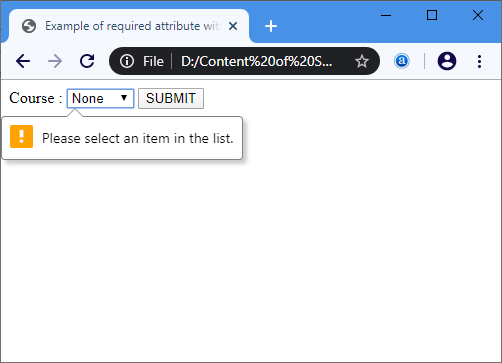 Example of required attribute wit
File | D:/Content%20of%20S...
Course : None SUBMIT
Please select an item in the list.